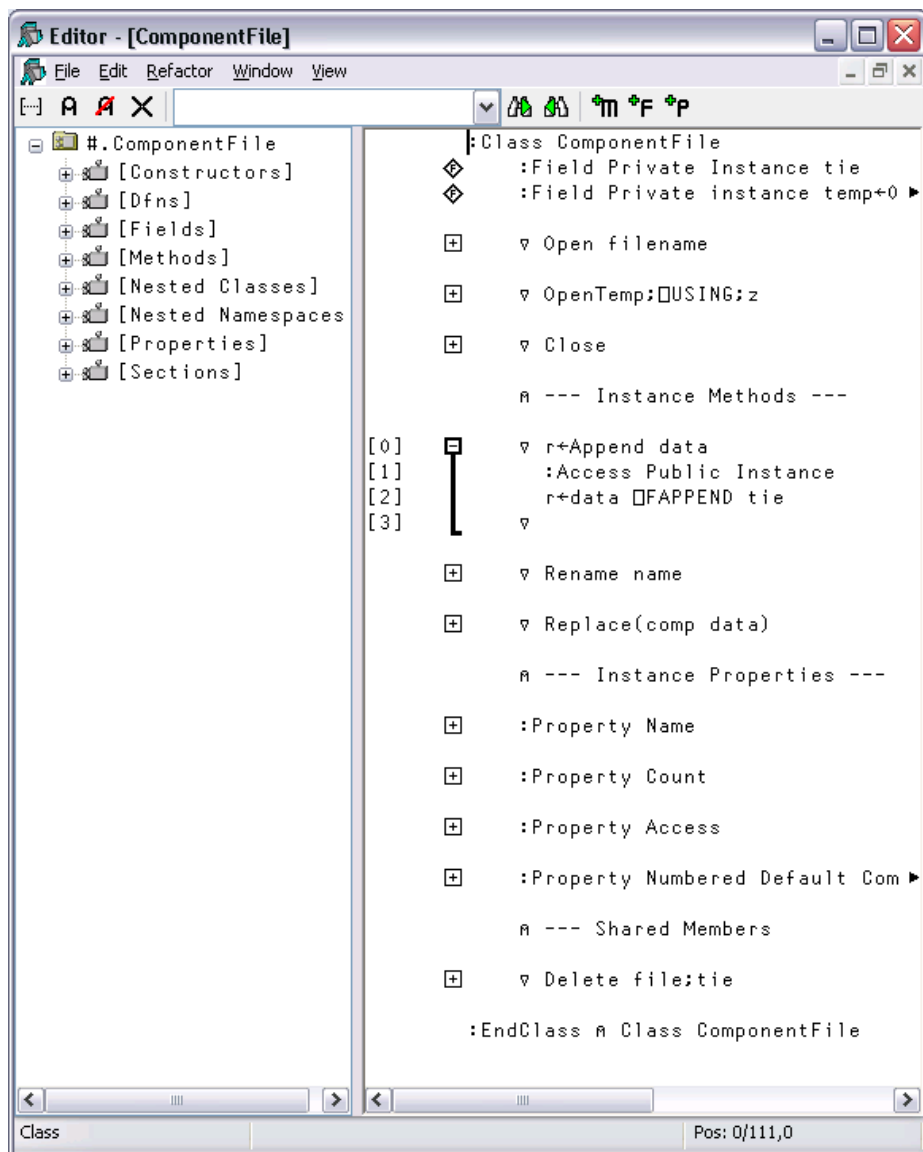 Editor - [ComponentFile]
File Edit Refactor Window View
#.ComponentFile
[Constructors]
[Dfns]
[Fields]
[Methods]
[Nested Classes]
[Nested Namespaces
[Properties]
[Sections]
:Class ComponentFile
:Field Private Instance tie
:Field Private instance temp←0
∇ Open filename
∇ OpenTemp;⎕USING;z
∇ Close
⍝ --- Instance Methods ---
[0] ∇ r←Append data
[1] :Access Public Instance
[2] r←data ⎕FAPPEND tie
[3] ∇
∇ Rename name
∇ Replace(comp data)
⍝ --- Instance Properties ---
:Property Name
:Property Count
:Property Access
:Property Numbered Default Com
⍝ --- Shared Members
∇ Delete file;tie
:EndClass ⍝ Class ComponentFile
Class Pos: 0/111,0